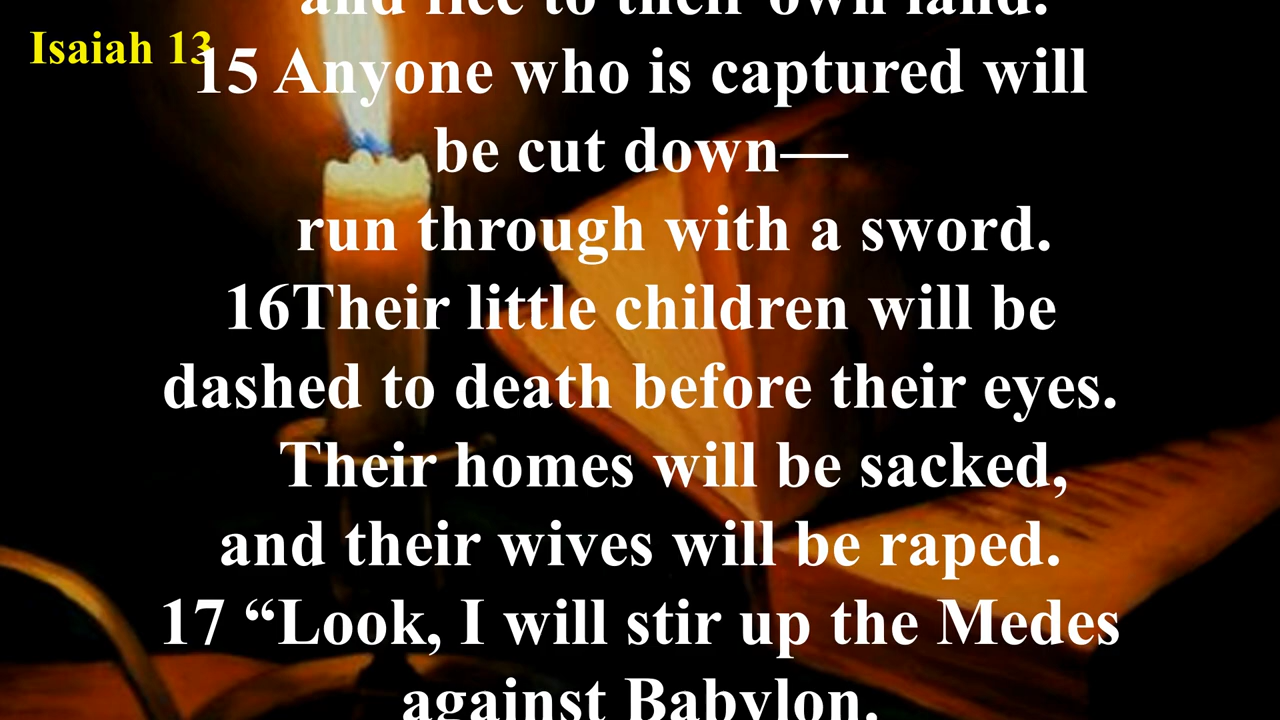 and flee to their own land.
Isaiah 13
15 Anyone who is captured will
be cut down—
run through with a sword.
16Their little children will be
dashed to death before their eyes.
Their homes will be sacked,
and their wives will be raped.
17 “Look, I will stir up the Medes
against Babylon.